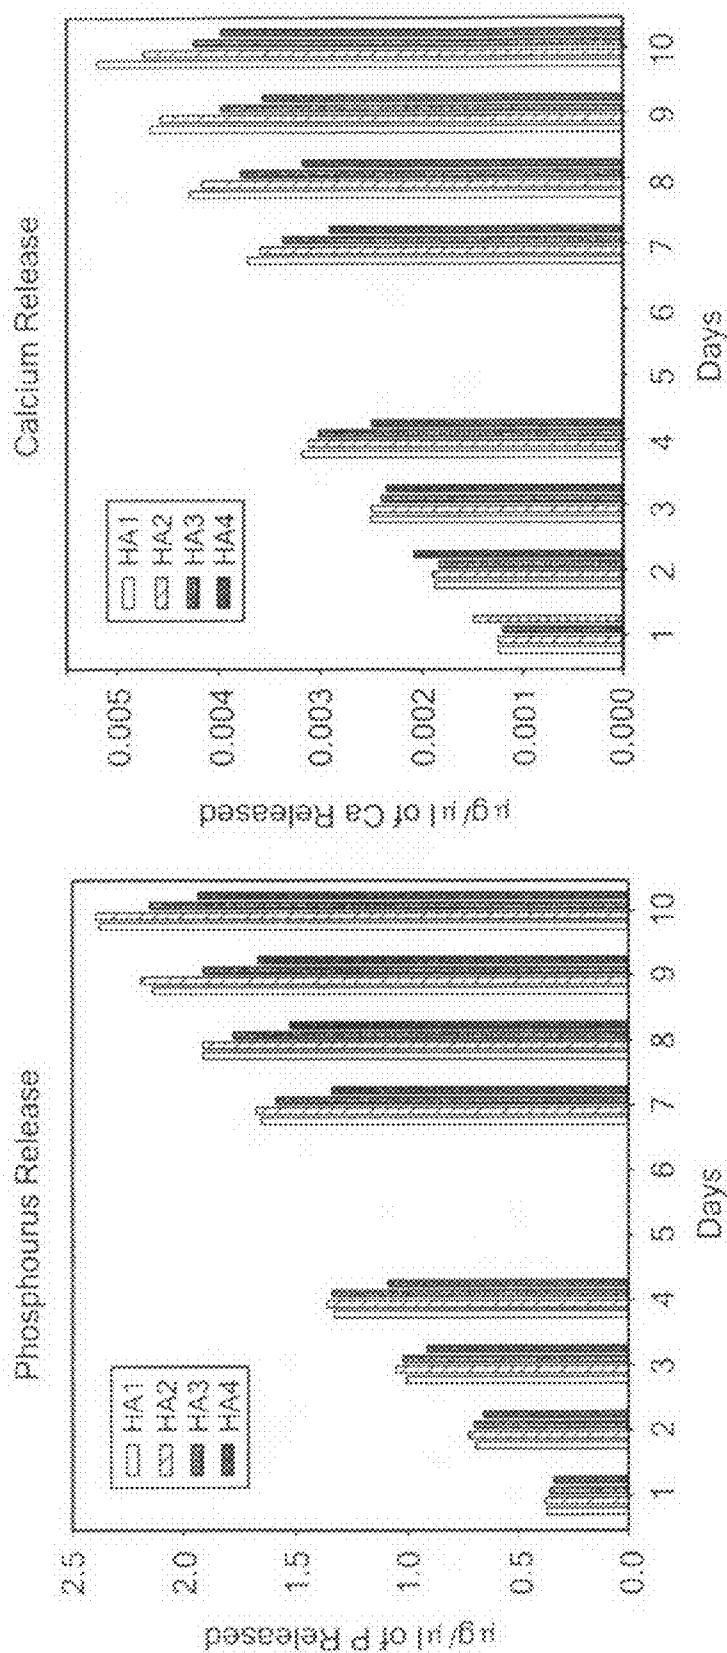 Phosphourus Release
HA1
HA2
HA3
HA4
2.5
2.0
1.5
1.0
0.5
0.0
μg/μl of P Released
1 2 3 4 5 6 7 8 9 10
Days
Calcium Release
HA1
HA2
HA3
HA4
0.005
0.004
0.003
0.002
0.001
0.000
μg/μl of Ca Released
1 2 3 4 5 6 7 8 9 10
Days